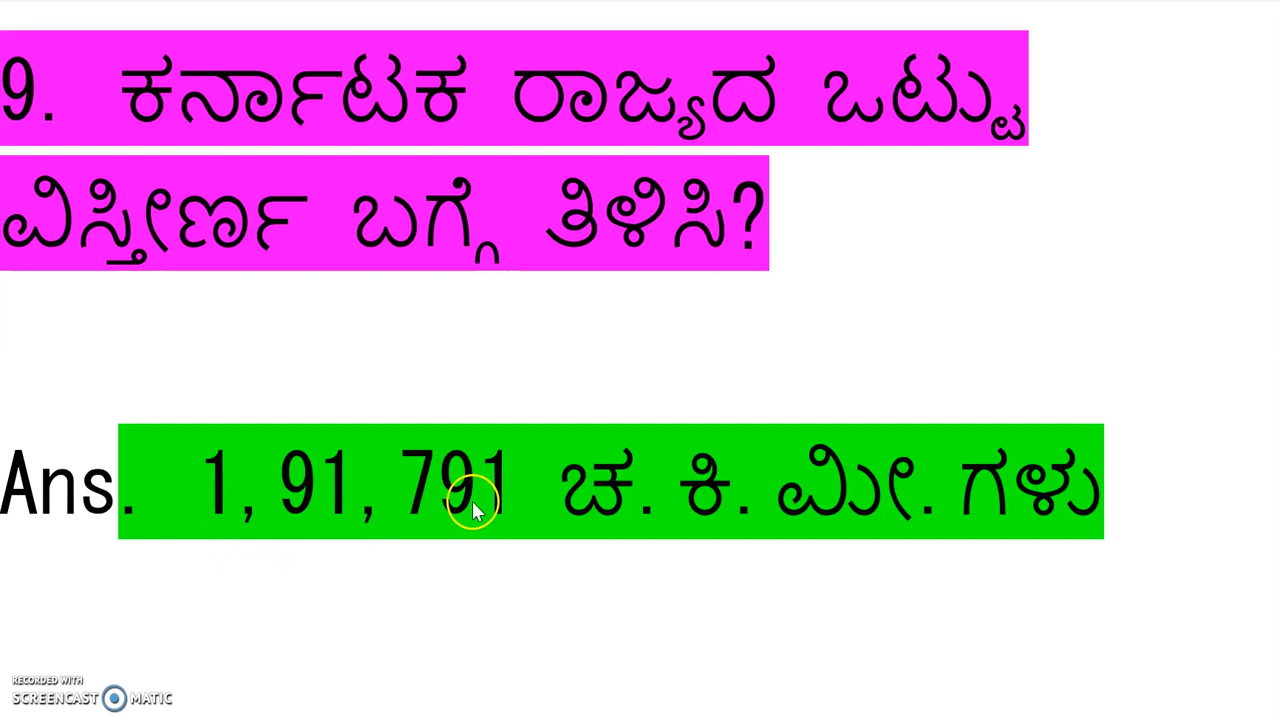 9. ಕರ್ನಾಟಕ ರಾಜ್ಯದ ಒಟ್ಟು
ವಿಸ್ತೀರ್ಣ ಬಗ್ಗೆ ತಿಳಿಸಿ?
Ans. 1,91,791 ಚ.ಕಿ.ಮೀ.ಗಳು
RECORDED WITH
SCREENCAST MATIC